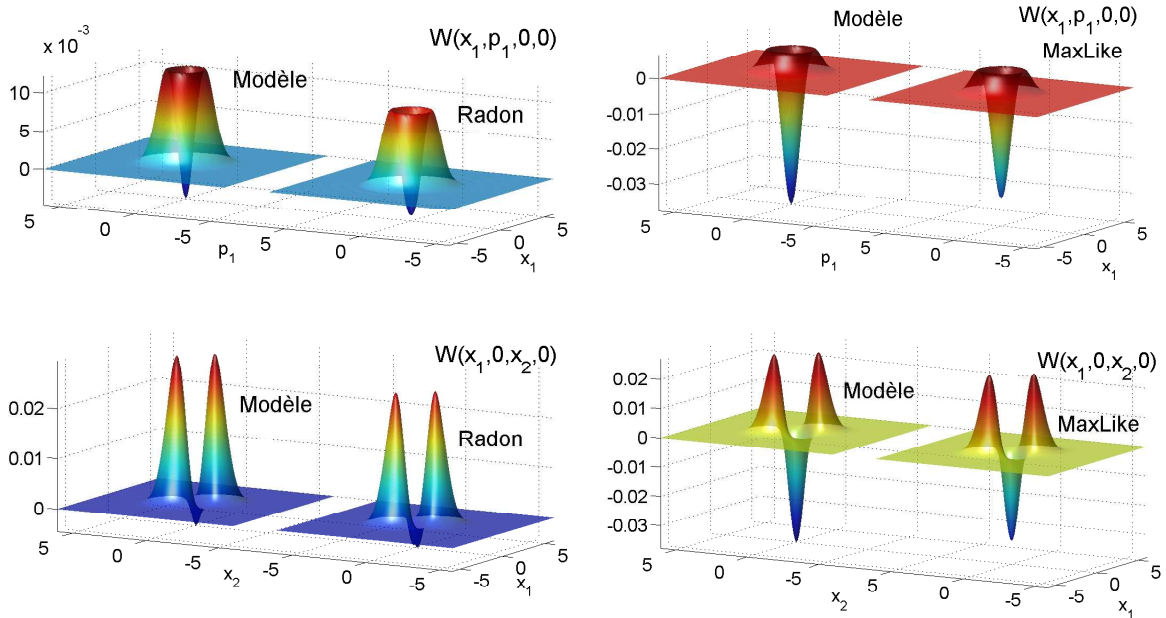 x 10⁻³
W(x₁,p₁,0,0)
Modèle
Radon
10
5
0
5
0
-5
5
0
-5
p₁
-5
0
5
x₁
Modèle
W(x₁,p₁,0,0)
MaxLike
0
-0.01
-0.02
-0.03
5
0
-5
5
0
-5
p₁
-5
0
5
x₁
W(x₁,0,x₂,0)
Modèle
Radon
0.02
0.01
0
5
0
-5
5
0
-5
x₂
-5
0
5
x₁
W(x₁,0,x₂,0)
Modèle
MaxLike
0.02
0.01
0
-0.01
-0.02
-0.03
5
0
-5
5
0
-5
x₂
-5
0
5
x₁